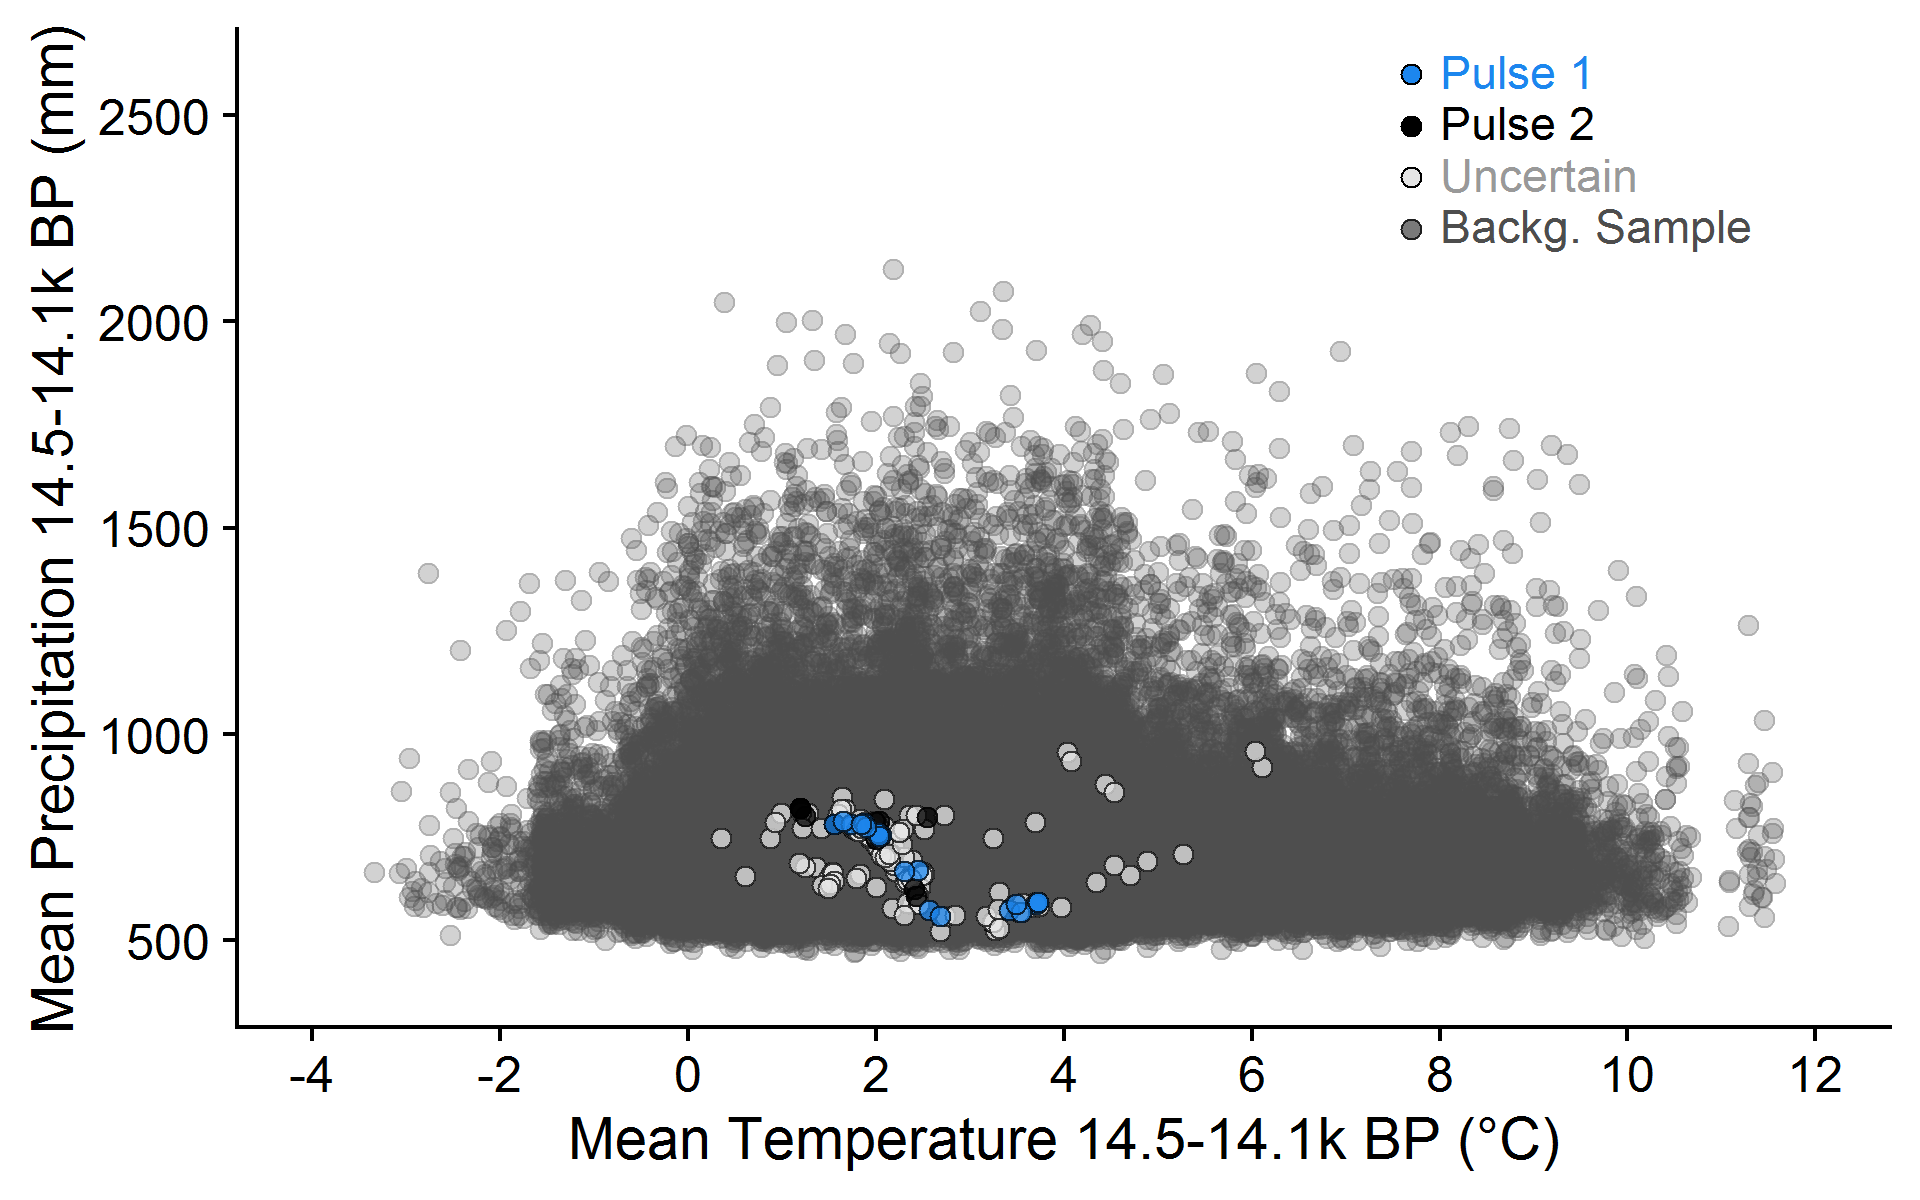 Mean Precipitation 14.5-14.1k BP (mm)
2500
2000
1500
1000
500
Pulse 1
Pulse 2
Uncertain
Backg. Sample
-4 -2 0 2 4 6 8 10 12
Mean Temperature 14.5-14.1k BP (°C)